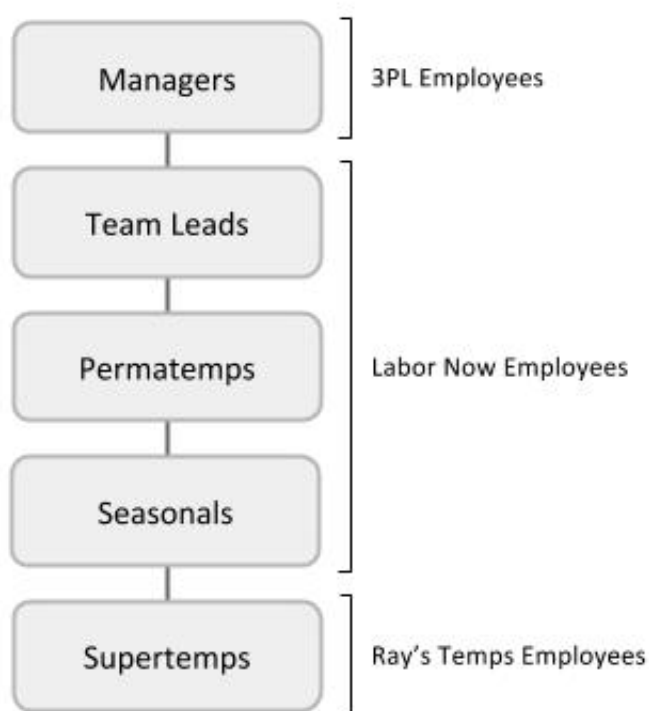 Managers
3PL Employees
Team Leads
Permatemps
Labor Now Employees
Seasonals
Supertemps
Ray’s Temps Employees